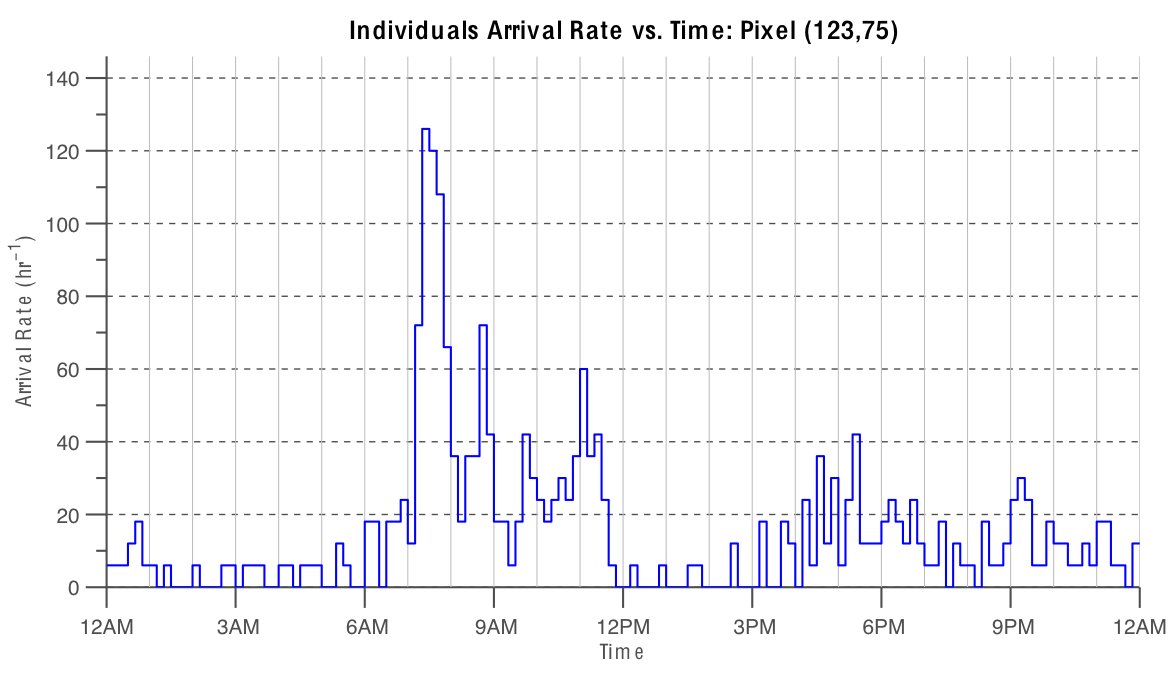 Individuals Arrival Rate vs. Time: Pixel (123,75)
140
120
100
80
60
40
20
0
Arrival Rate (hr⁻¹)
12AM 3AM 6AM 9AM 12PM 3PM 6PM 9PM 12AM
Time